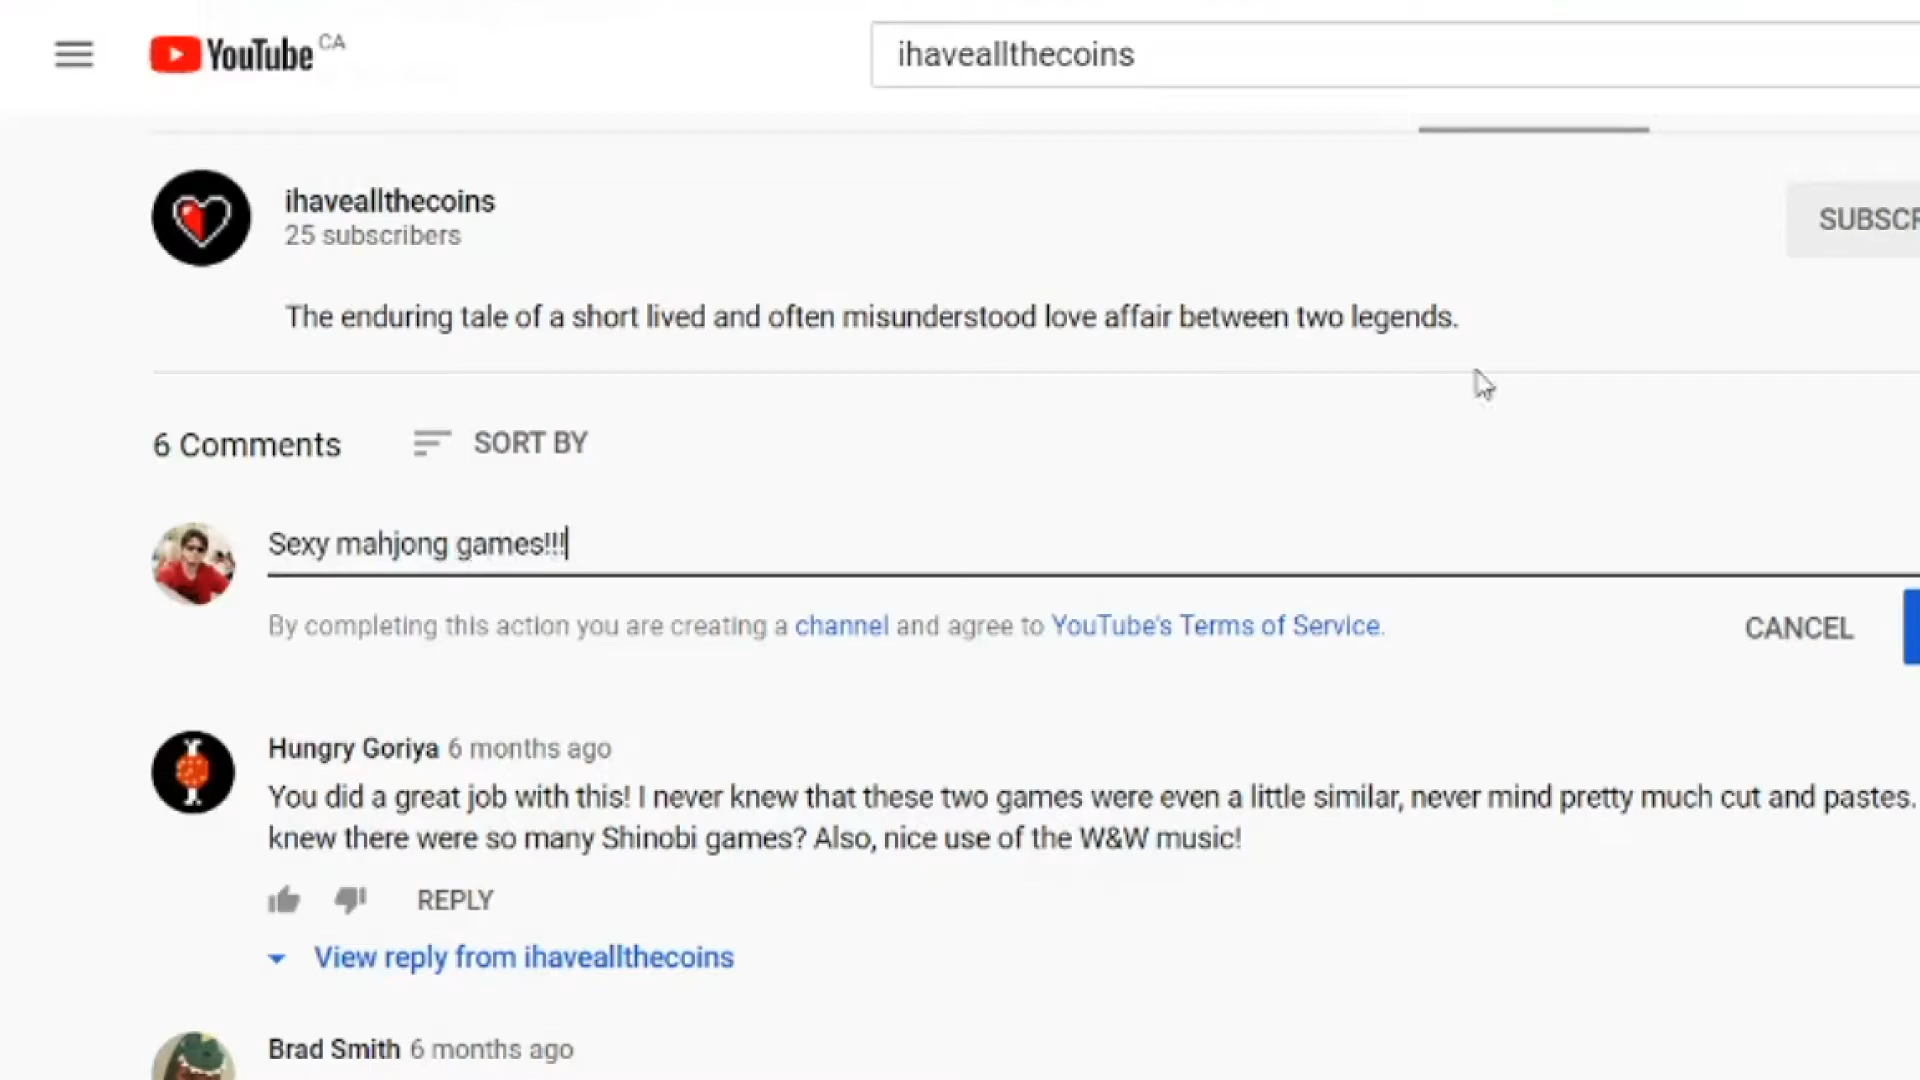 YouTube CA
ihaveallthecoins
ihaveallthecoins
25 subscribers
The enduring tale of a short lived and often misunderstood love affair between two legends.
6 Comments
SORT BY
Sexy mahjong games!!!
By completing this action you are creating a channel and agree to YouTube's Terms of Service.
CANCEL
Hungry Goriya 6 months ago
You did a great job with this! I never knew that these two games were even a little similar, never mind pretty much cut and pastes.
knew there were so many Shinobi games? Also, nice use of the W&W music!
REPLY
View reply from ihaveallthecoins
Brad Smith 6 months ago